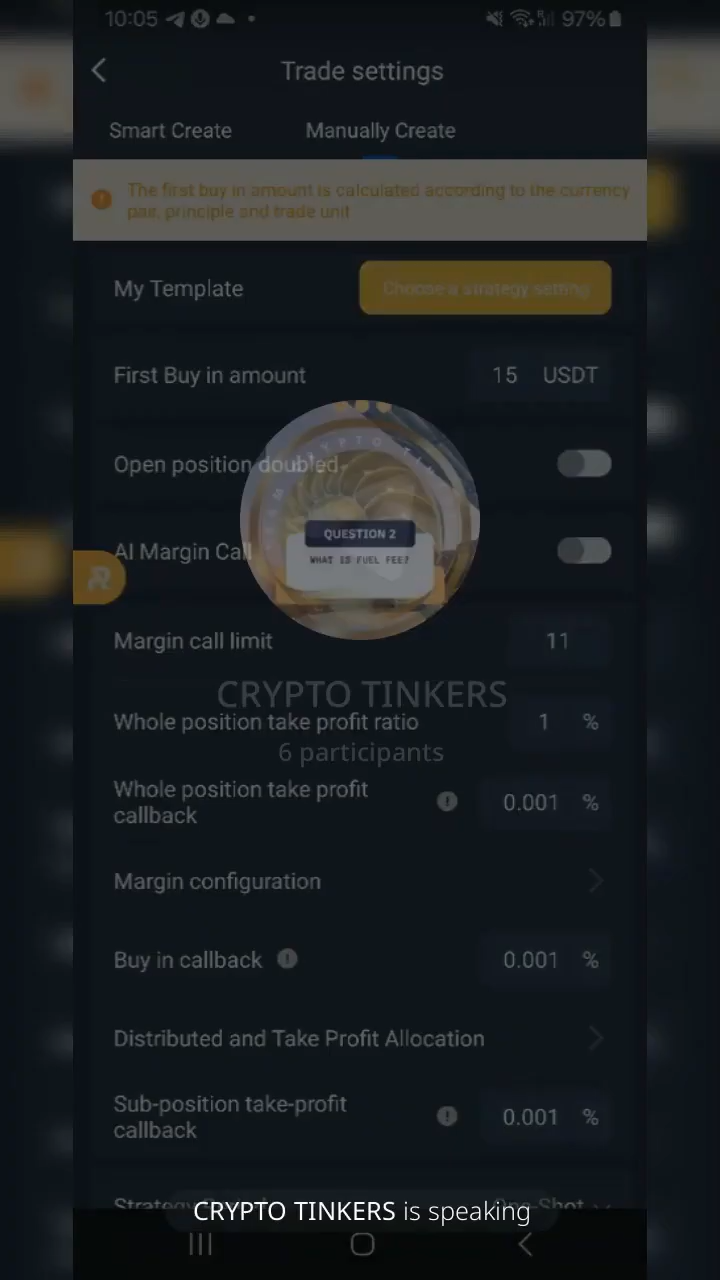 10:05
97%
Trade settings
Smart Create
Manually Create
The first buy in amount is calculated according to the currency
pair, principle and trade unit
My Template
Choose a strategy setting
First Buy in amount
15 USDT
Open position doubled
QUESTION 2
WHAT IS FUEL FEE?
AI Margin Call
Margin call limit
11
CRYPTO TINKERS
Whole position take profit ratio
1 %
6 participants
Whole position take profit
callback
0.001 %
Margin configuration
Buy in callback
0.001 %
Distributed and Take Profit Allocation
Sub-position take-profit
callback
0.001 %
One-Shot
CRYPTO TINKERS is speaking